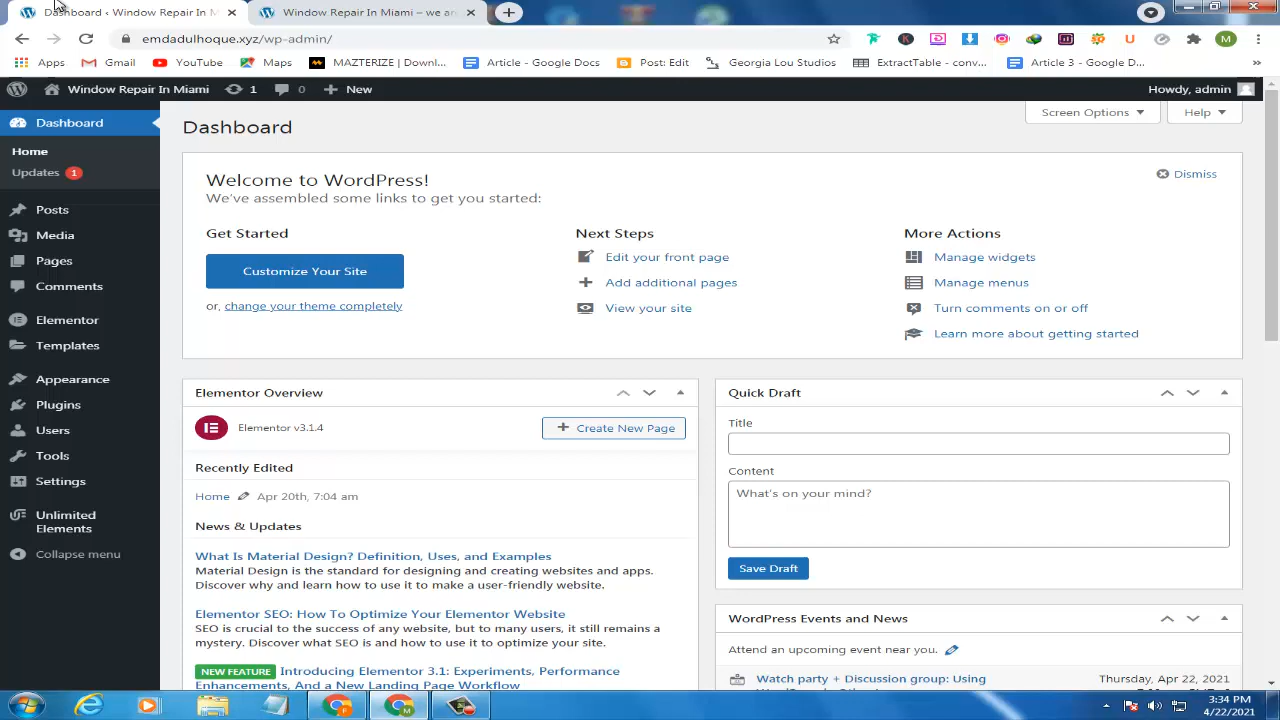 Dashboard ‹ Window Repair In M
Window Repair In Miami – we are
emdadulhoque.xyz/wp-admin/
M
Apps
Gmail
YouTube
Maps
MAZTERIZE | Downl...
Article - Google Docs
Post: Edit
Georgia Lou Studios
ExtractTable - conv...
Article 3 - Google D...
»
Window Repair In Miami
1
0
New
Howdy, admin
Dashboard
Home
Updates 1
Posts
Media
Pages
Comments
Elementor
Templates
Appearance
Plugins
Users
Tools
Settings
Unlimited
Elements
Collapse menu
Dashboard
Screen Options
Help
Welcome to WordPress!
Dismiss
We've assembled some links to get you started:
Get Started
Customize Your Site
or, change your theme completely
Next Steps
Edit your front page
Add additional pages
View your site
More Actions
Manage widgets
Manage menus
Turn comments on or off
Learn more about getting started
Elementor Overview
Elementor v3.1.4
Create New Page
Recently Edited
Home Apr 20th, 7:04 am
News & Updates
What Is Material Design? Definition, Uses, and Examples
Material Design is the standard for designing and creating websites and apps.
Discover why and learn how to use it to make a user-friendly website.
Elementor SEO: How To Optimize Your Elementor Website
SEO is crucial to the success of any website, but to many users, it still remains a
mystery. Discover what SEO is and how to use it to optimize your site.
NEW FEATURE Introducing Elementor 3.1: Experiments, Performance
Enhancements, And a New Landing Page Workflow
Quick Draft
Title
Content
What's on your mind?
Save Draft
WordPress Events and News
Attend an upcoming event near you.
Watch party + Discussion group: Using
Thursday, Apr 22, 2021
3:34 PM
4/22/2021